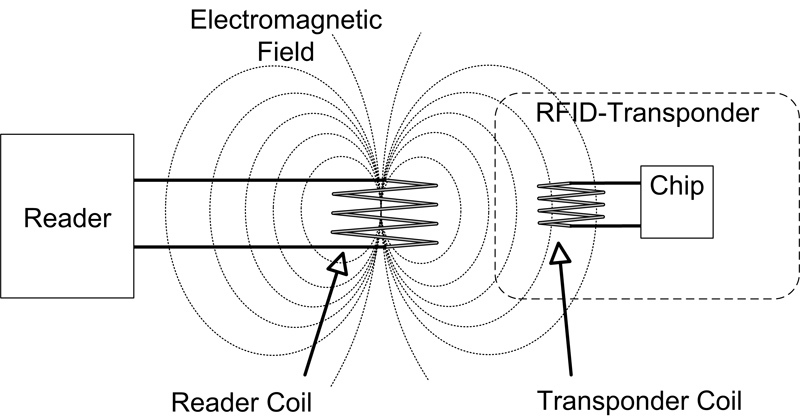 Electromagnetic
Field
RFID-Transponder
Chip
Reader
Reader Coil
Transponder Coil